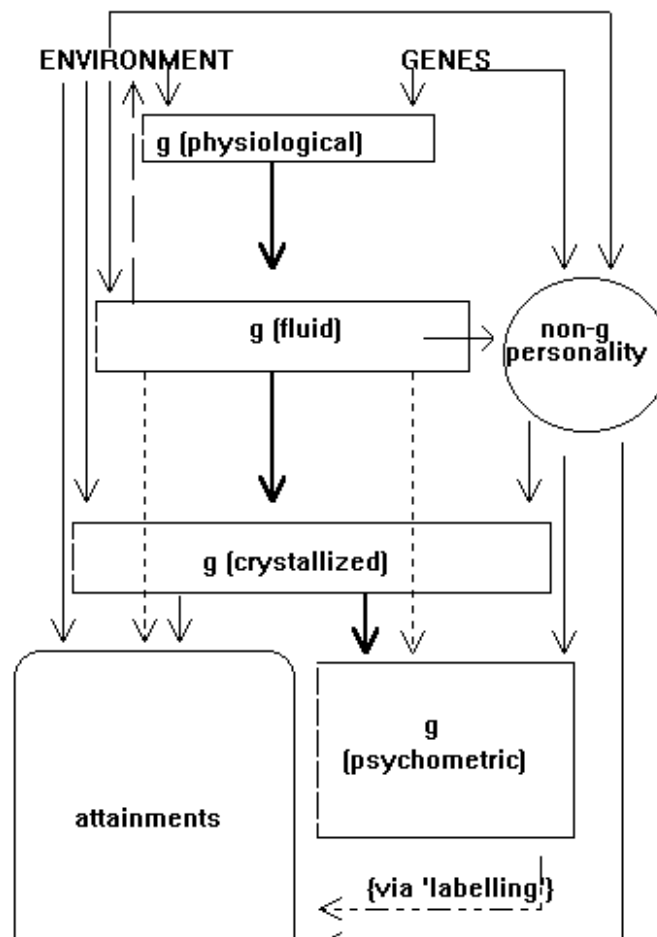 ENVIRONMENT GENES
g (physiological)
g (fluid)
non-g
personality
g (crystallized)
g
(psychometric)
attainments
{via 'labelling'}